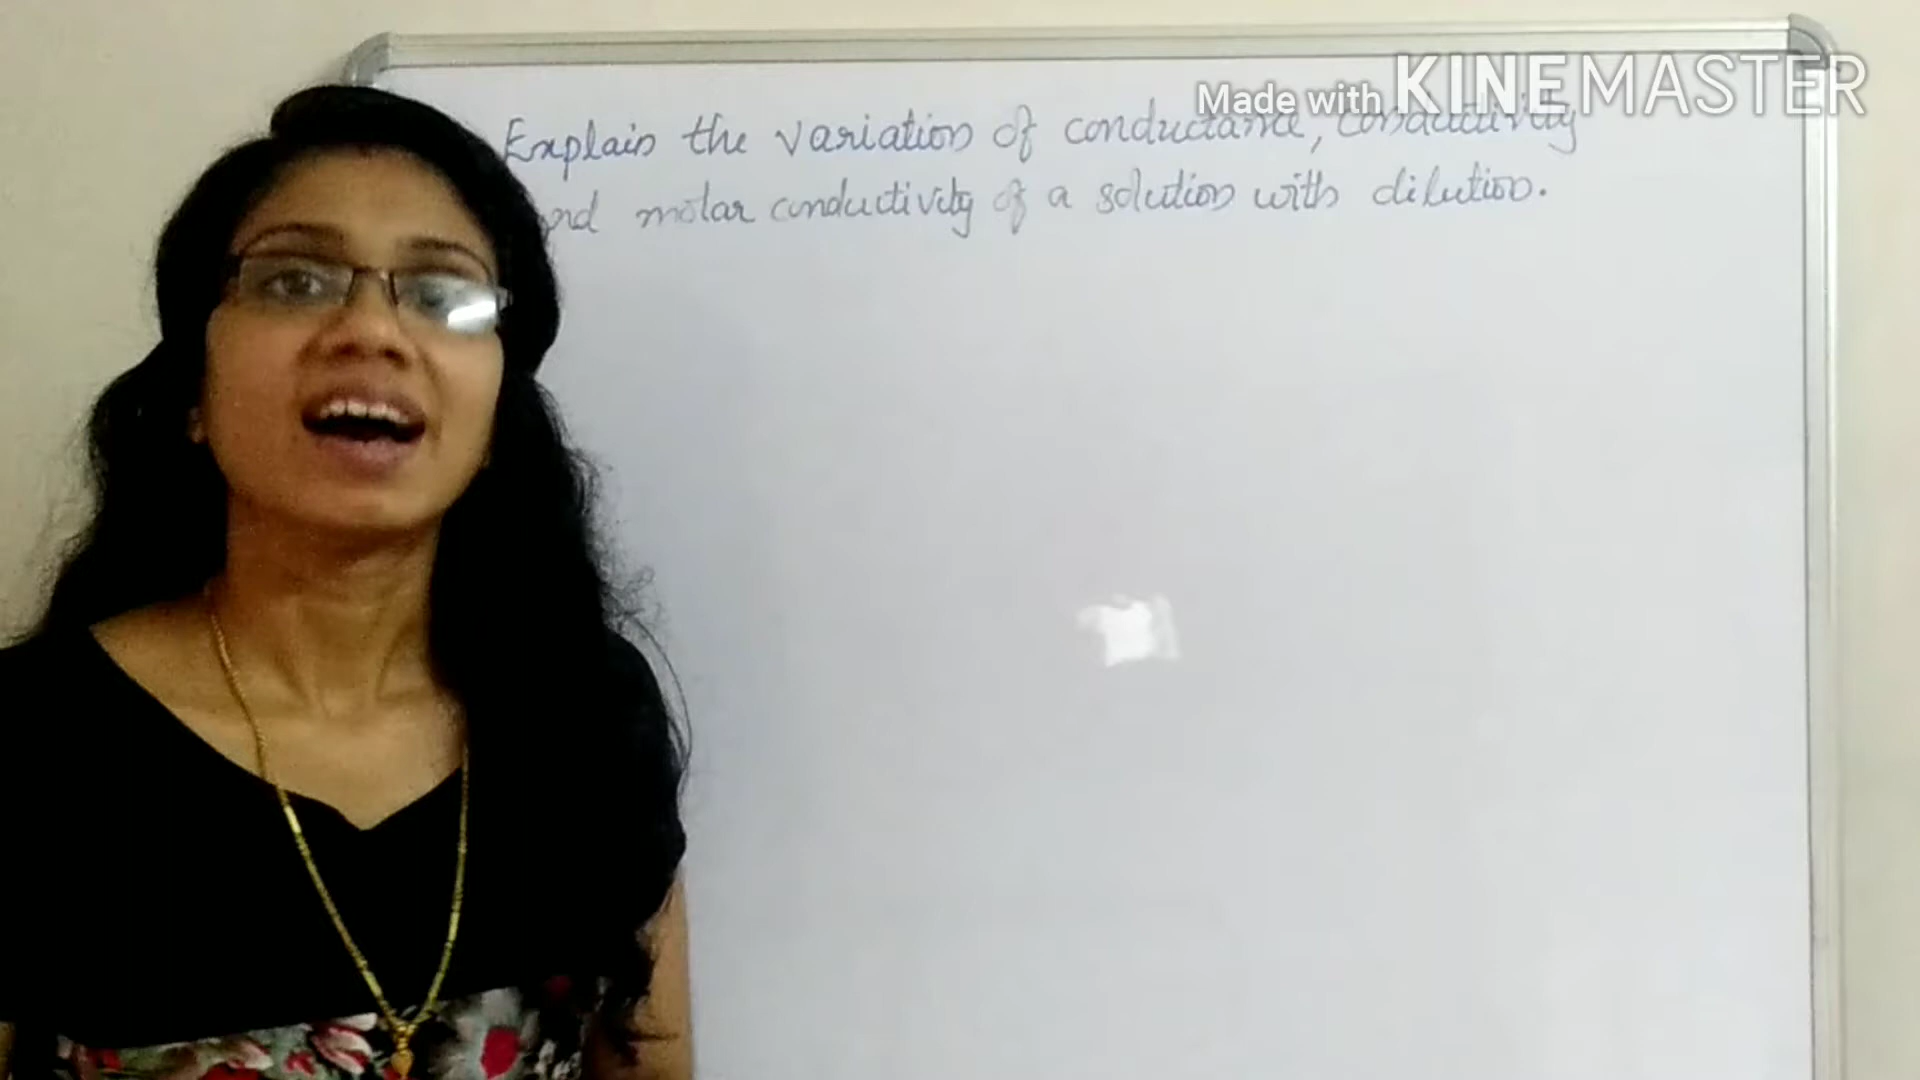 Made with KINEMASTER
Explain the variation of conductance, conductivity
and molar conductivity of a solution with dilution.